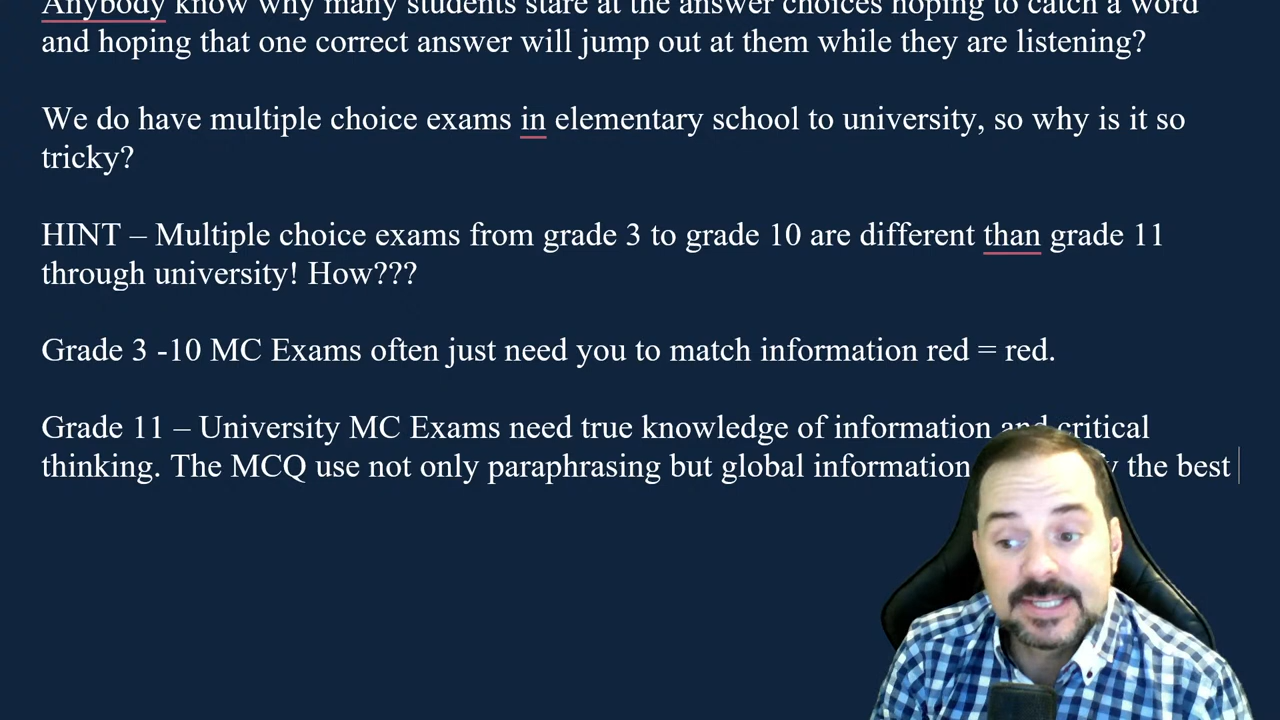 Anybody know why many students stare at the answer choices hoping to catch a word
and hoping that one correct answer will jump out at them while they are listening?
We do have multiple choice exams in elementary school to university, so why is it so
tricky?
HINT – Multiple choice exams from grade 3 to grade 10 are different than grade 11
through university! How???
Grade 3 -10 MC Exams often just need you to match information red = red.
Grade 11 – University MC Exams need true knowledge of information and critical
thinking. The MCQ use not only paraphrasing but global information the best